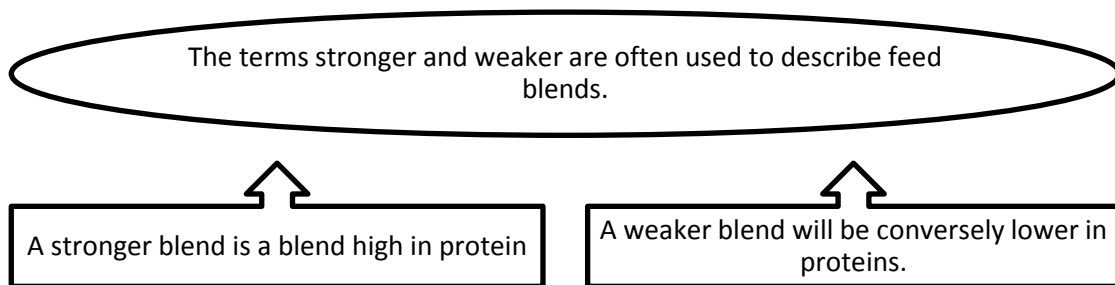 The terms stronger and weaker are often used to describe feed
blends.
A stronger blend is a blend high in protein
A weaker blend will be conversely lower in
proteins.